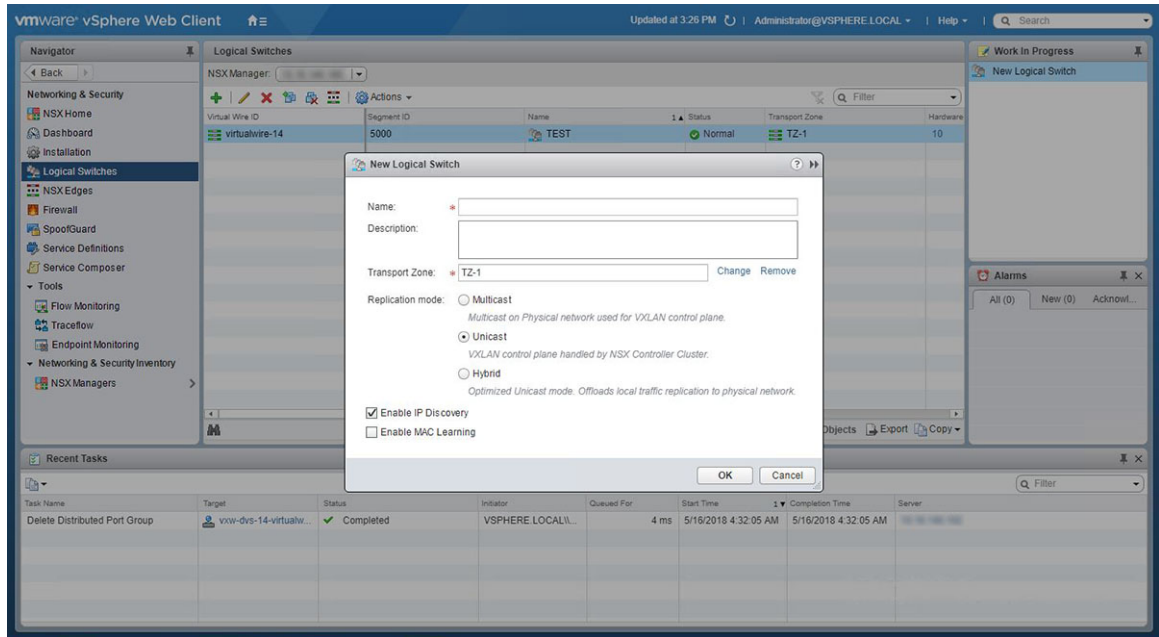 vmware® vSphere Web Client
Updated at 3:26 PM | Administrator@VSPHERE.LOCAL | Help | Search
Navigator
Back
Networking & Security
NSX Home
Dashboard
Installation
Logical Switches
NSX Edges
Firewall
SpoofGuard
Service Definitions
Service Composer
Tools
Flow Monitoring
Traceflow
Endpoint Monitoring
Networking & Security Inventory
NSX Managers
Logical Switches
NSX Manager:
Actions
Filter
Virtual Wire ID Segment ID Name 1 Status Transport Zone Hardware
virtualwire-14 5000 TEST Normal TZ-1 10
New Logical Switch
Name: *
Description:
Transport Zone: * TZ-1 Change Remove
Replication mode: Multicast
Multicast on Physical network used for VXLAN control plane.
Unicast
VXLAN control plane handled by NSX Controller Cluster.
Hybrid
Optimized Unicast mode. Offloads local traffic replication to physical network.
Enable IP Discovery
Enable MAC Learning
OK Cancel
Objects Export Copy
Work In Progress
New Logical Switch
Alarms
All (0) New (0) Acknowl...
Recent Tasks
Filter
Task Name Target Status Initiator Queued For Start Time 1 Completion Time Server
Delete Distributed Port Group vxw-dvs-14-virtualw... Completed VSPHERE.LOCAL\\... 4 ms 5/16/2018 4:32:05 AM 5/16/2018 4:32:05 AM